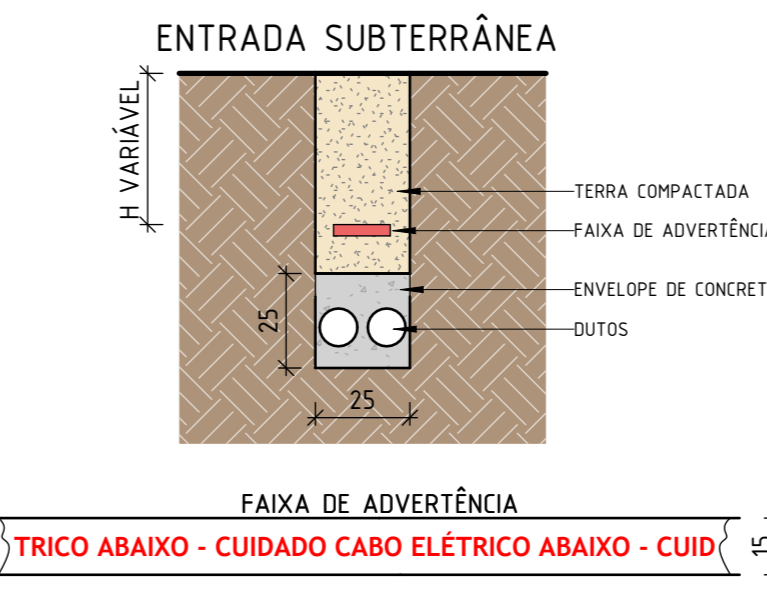 ENTRADA SUBTERRÂNEA
H VARIÁVEL
TERRA COMPACTADA
FAIXA DE ADVERTÊNCIA
ENVELOPE DE CONCRET
DUTOS
25
25
FAIXA DE ADVERTÊNCIA
TRICO ABAIXO - CUIDADO CABO ELÉTRICO ABAIXO - CUID
15